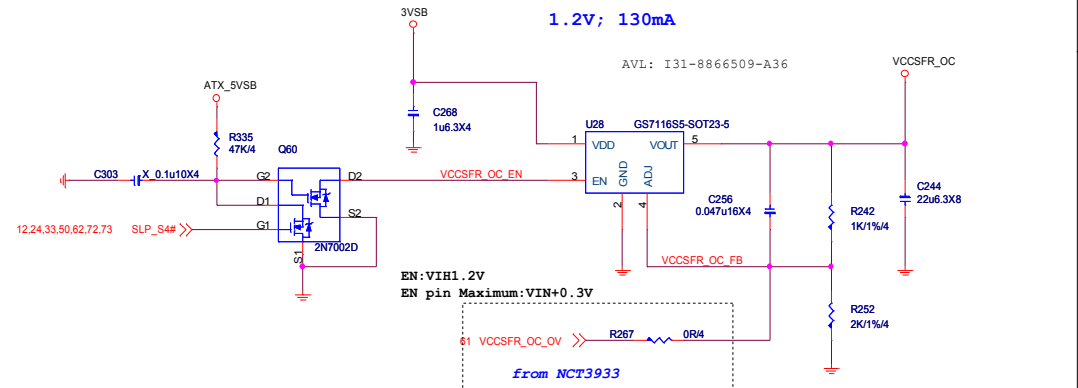 3VSB
1.2V; 130mA
AVL: I31-8866509-A36
VCCSFR_OC
ATX_5VSB
C268
1u6.3X4
R335
47K/4
Q60
U28
GS7116S5-SOT23-5
1
VDD
VOUT
5
C303
X_0.1u10X4
G2
D2
VCCSFR_OC_EN
3
EN
GND
ADJ
2
4
D1
S2
G1
S1
2N7002D
12,24,33,50,62,72,73
SLP_S4#
C256
0.047u16X4
R242
1K/1%/4
C244
22u6.3X8
VCCSFR_OC_FB
EN:VIH1.2V
EN pin Maximum:VIN+0.3V
R252
2K/1%/4
61
VCCSFR_OC_OV
R267
0R/4
from NCT3933